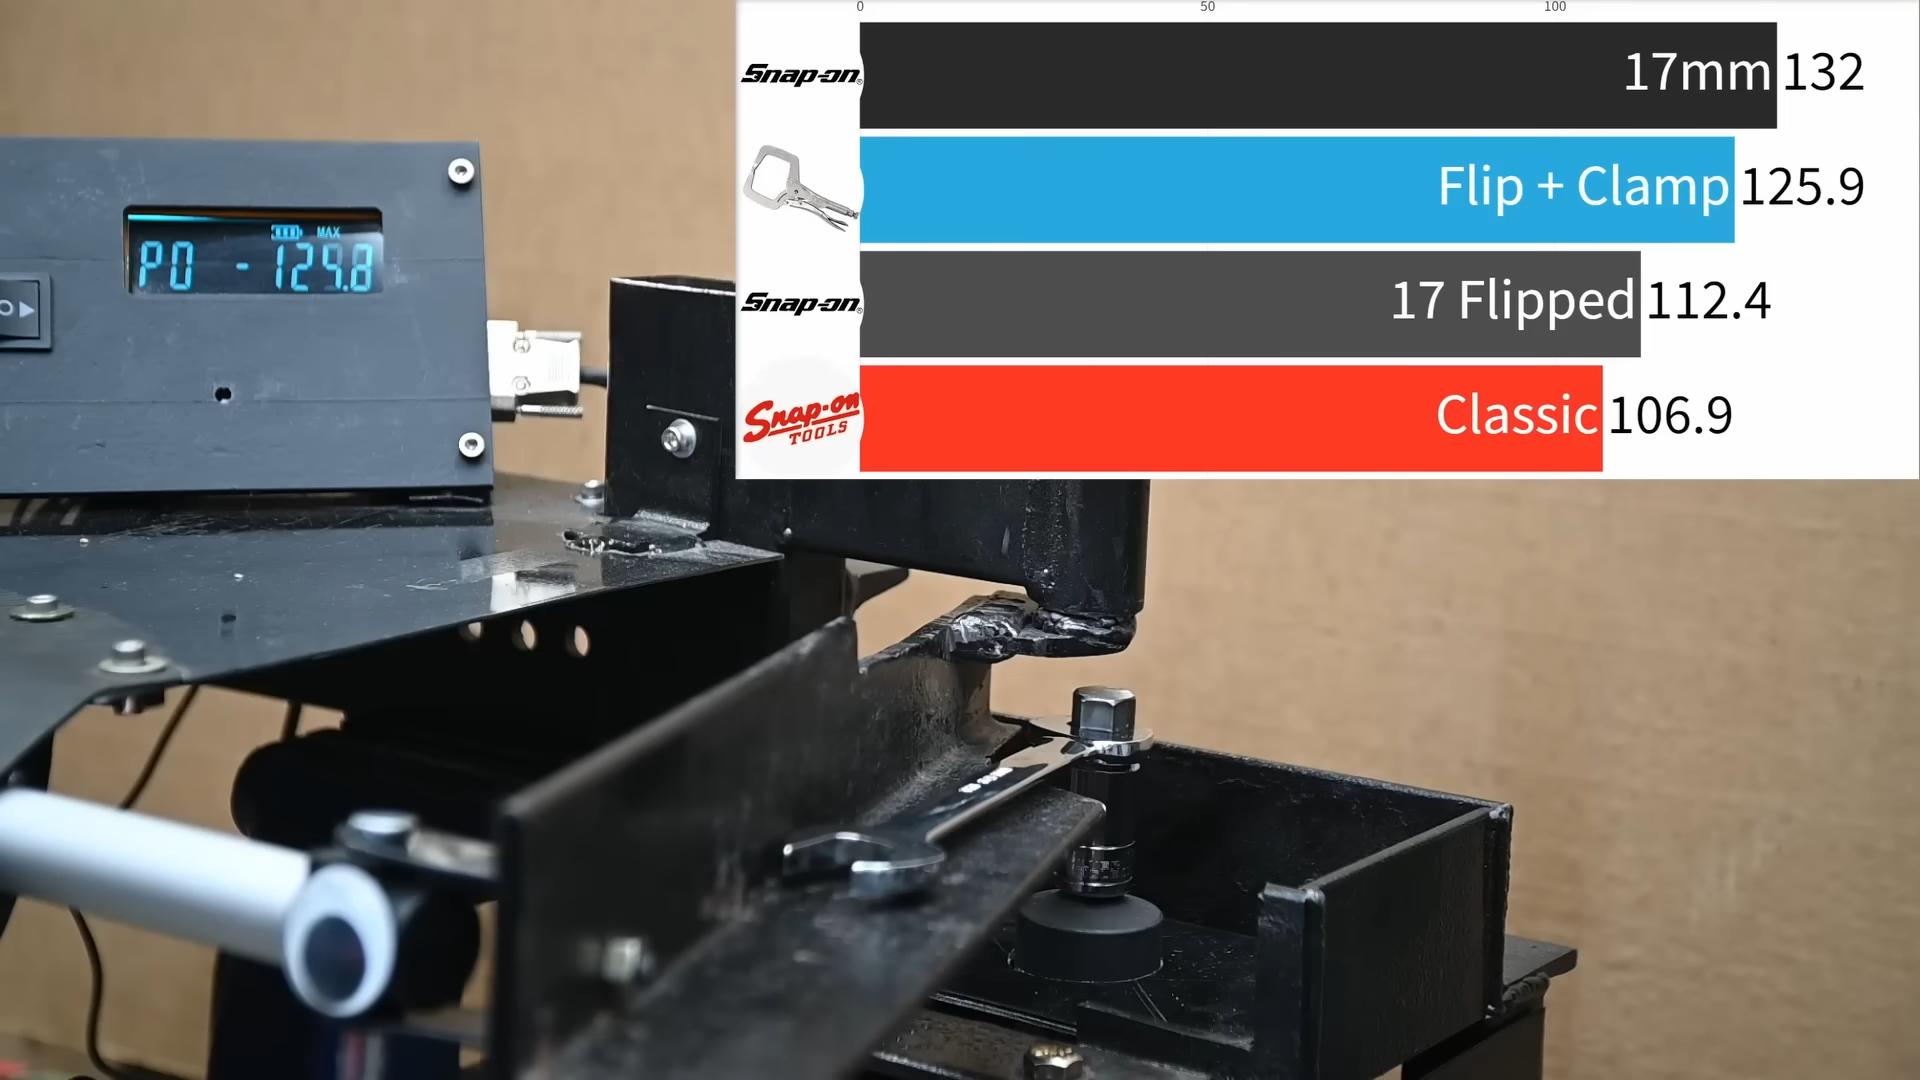 0 50 100
Snap-on® 17mm 132
Flip + Clamp 125.9
Snap-on® 17 Flipped 112.4
Snap-on TOOLS Classic 106.9
MAX
PO -129.8